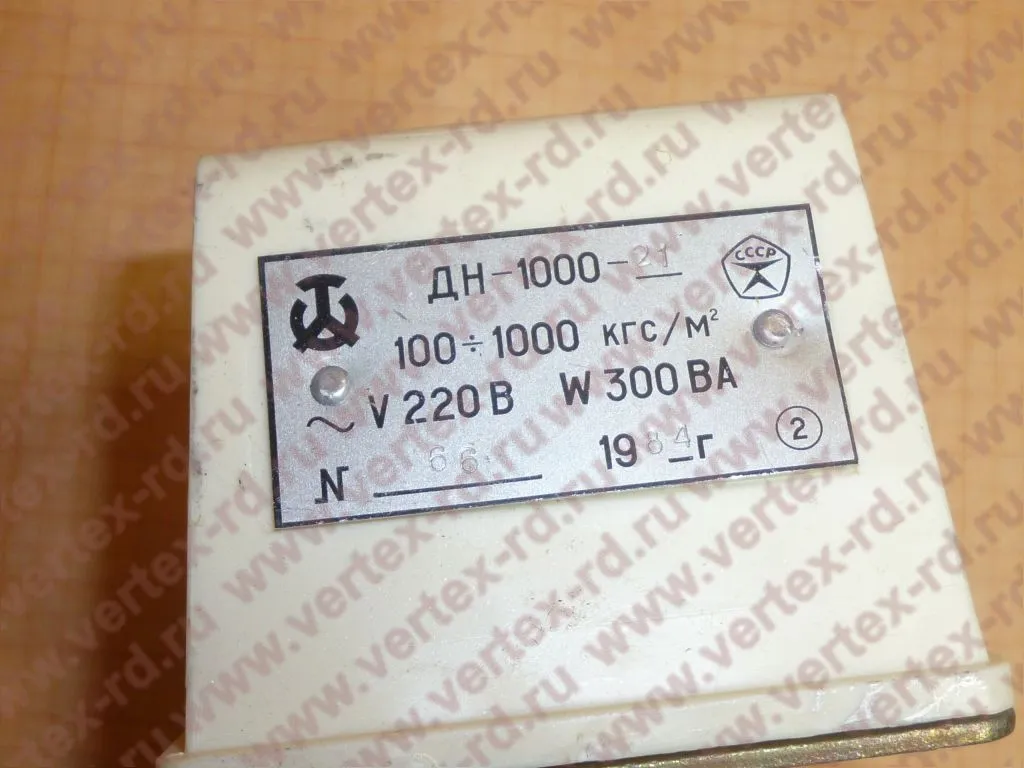 ДН-1000-21
СССР
100÷1000 кгс/м²
~ V 220 В W 300 ВА
N 66
1984 г
2
www.vertex-rd.ru